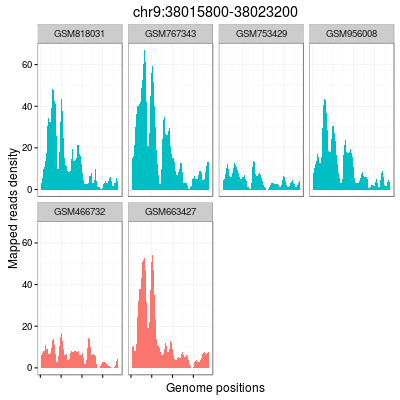 chr9:38015800-38023200
GSM818031 GSM767343 GSM753429 GSM956008
60
40
20
0
GSM466732 GSM663427
60
40
20
0
Mapped reads density
Genome positions